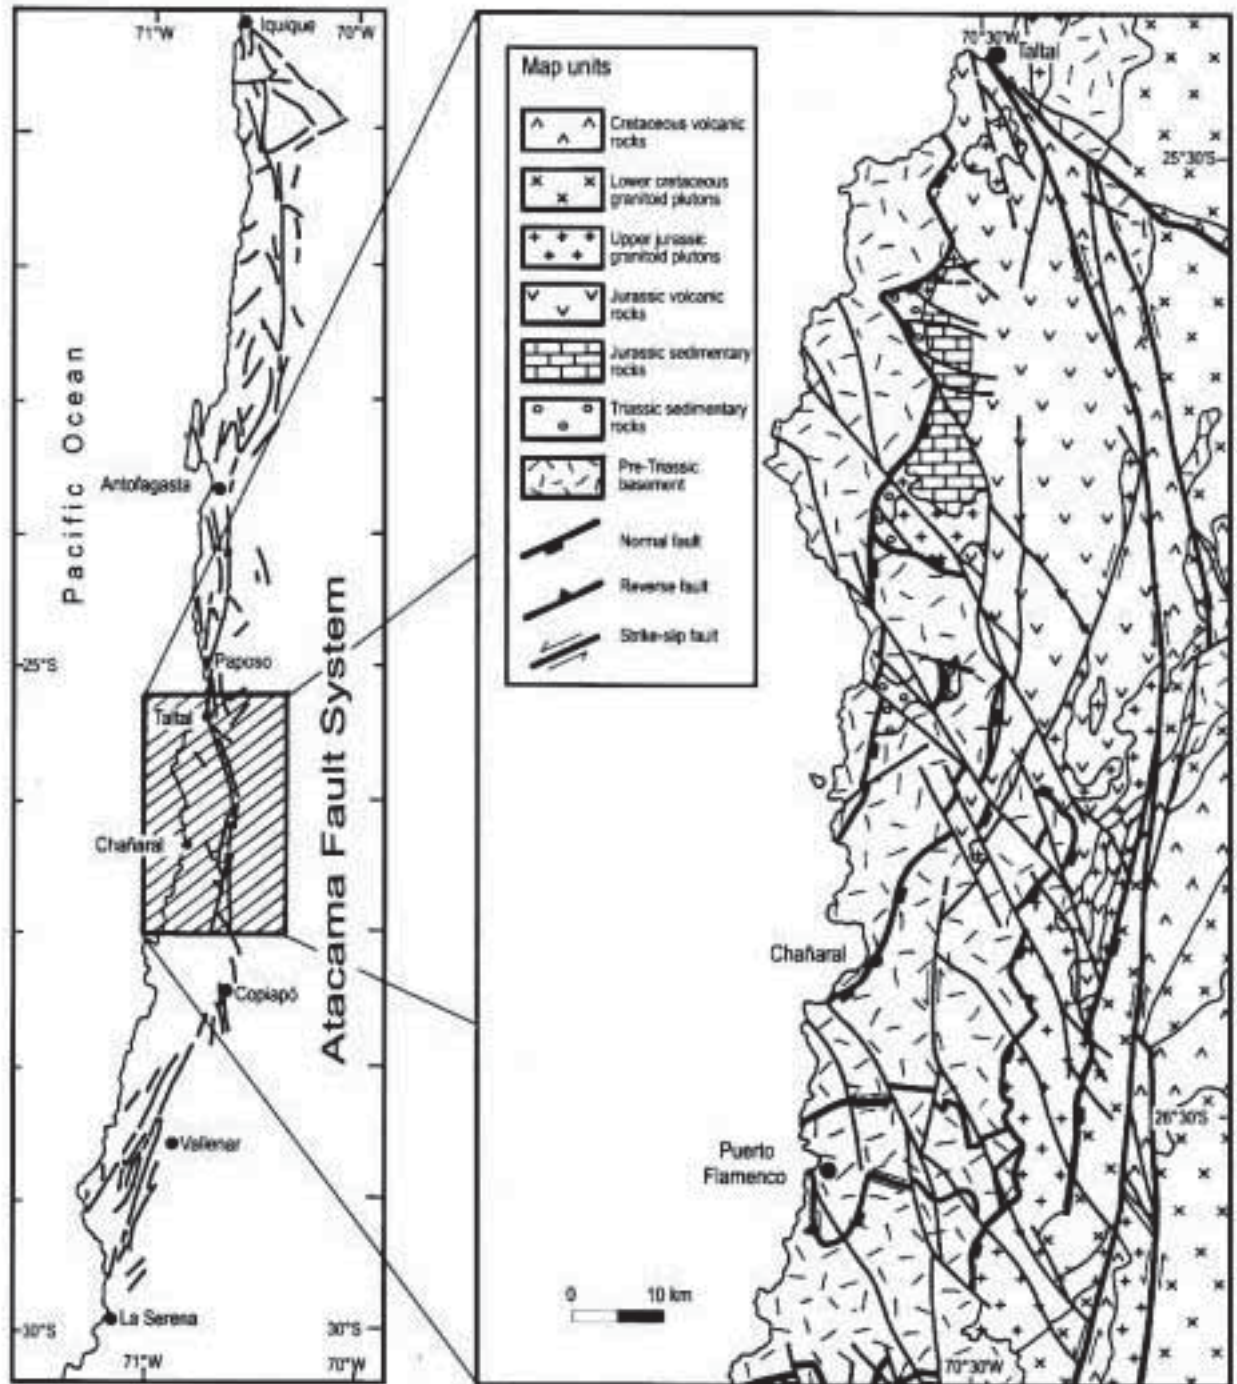 71°W
Iquique
70°W
Pacific Ocean
Antofagasta
25°S
Paposo
Taltal
Chañaral
Copiapó
Vallenar
La Serena
30°S
30°S
71°W
70°W
Atacama Fault System
Map units
Cretaceous volcanic
rocks
Lower cretaceous
granitoid plutons
Upper jurassic
granitoid plutons
Jurassic volcanic
rocks
Jurassic sedimentary
rocks
Triassic sedimentary
rocks
Pre-Triassic
basement
Normal fault
Reverse fault
Strike-slip fault
70°30'W
Taltal
25°30'S
Chañaral
26°30'S
Puerto
Flamenco
0 10 km
70°30'W